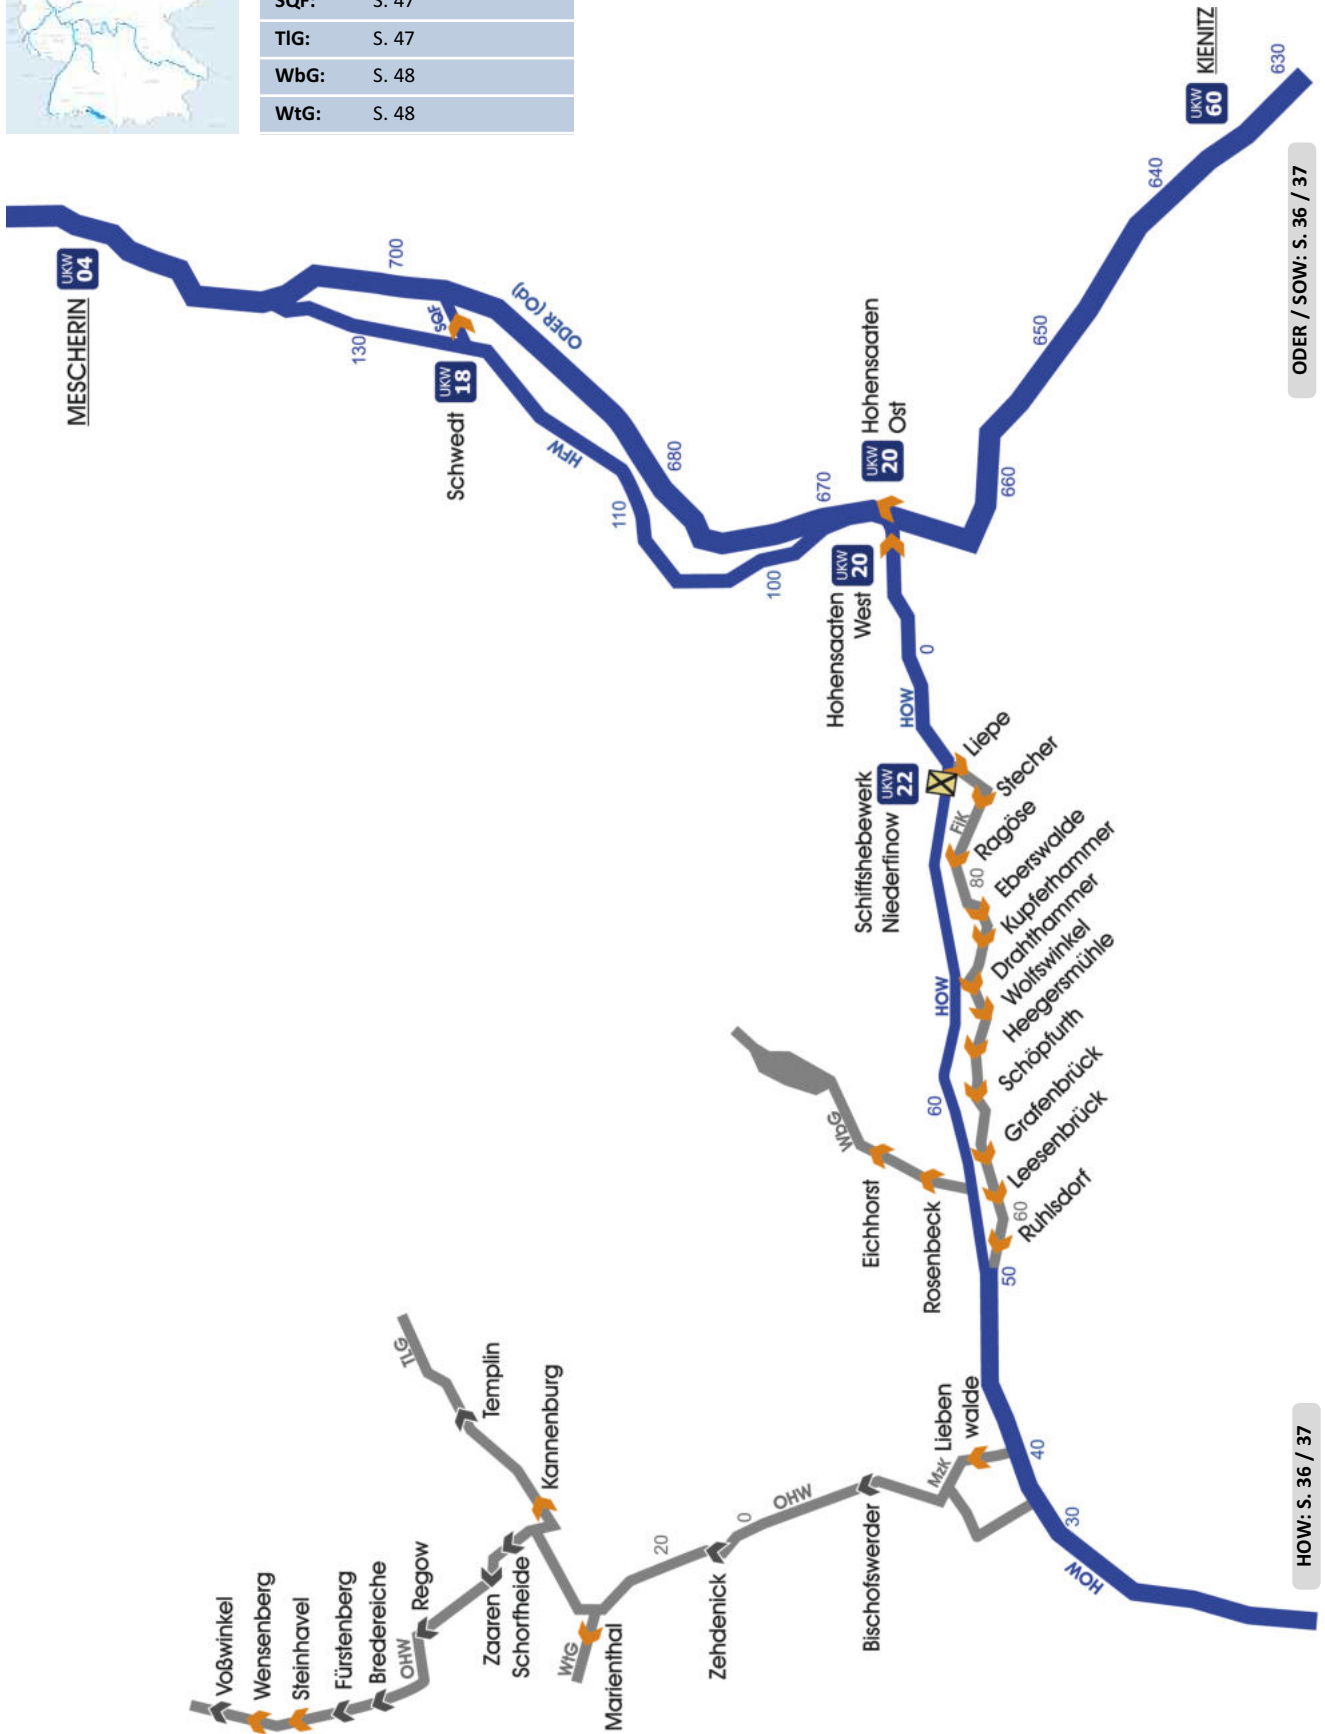 SQF: S. 47
TlG: S. 47
WbG: S. 48
WtG: S. 48
KIENITZ
UKW
60
630
640
ODER / SOW: S. 36 / 37
650
660
MESCHERIN
UKW
04
700
130
SQF
ODER (Od)
Schwedt
UKW
18
HFW
680
110
100
670
Hohensaaten
Ost
UKW
20
Hohensaaten
West
UKW
20
0
HOW
Schiffshebewerk
Niederfinow
UKW
22
Liepe
Stecher
FiK
Ragöse
80
Eberswalde
Kupferhammer
Drahthammer
Wolfswinkel
Heegersmühle
Schöpfurth
Grafenbrück
Leesenbrück
60
Ruhlsdorf
HOW
60
50
WbG
Eichhorst
Rosenbeck
TLG
Templin
Kannenburg
MzK
Lieben
walde
40
30
HOW
OHW
Bischofswerder
0
Zehdenick
20
WtG
Marienthal
Zaaren
Schorfheide
Regow
OHW
Bredereiche
Fürstenberg
Steinhavel
Wensenberg
Voßwinkel
HOW: S. 36 / 37